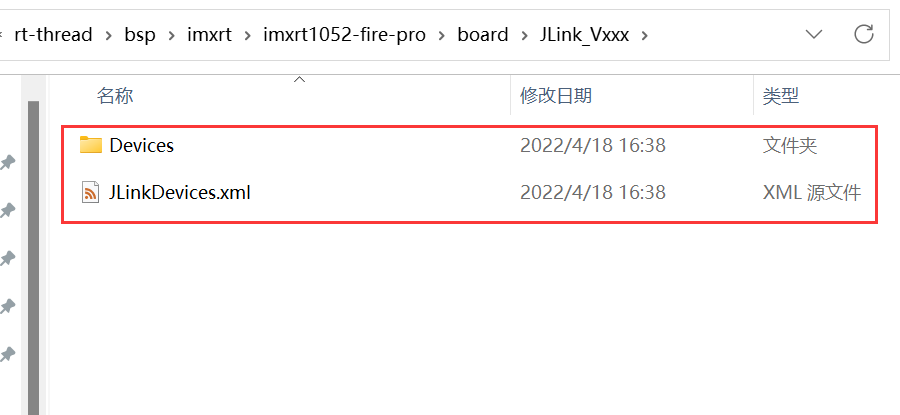 rt-thread > bsp > imxrt > imxrt1052-fire-pro > board > JLink_Vxxx >
名称 修改日期 类型
Devices 2022/4/18 16:38 文件夹
JLinkDevices.xml 2022/4/18 16:38 XML 源文件